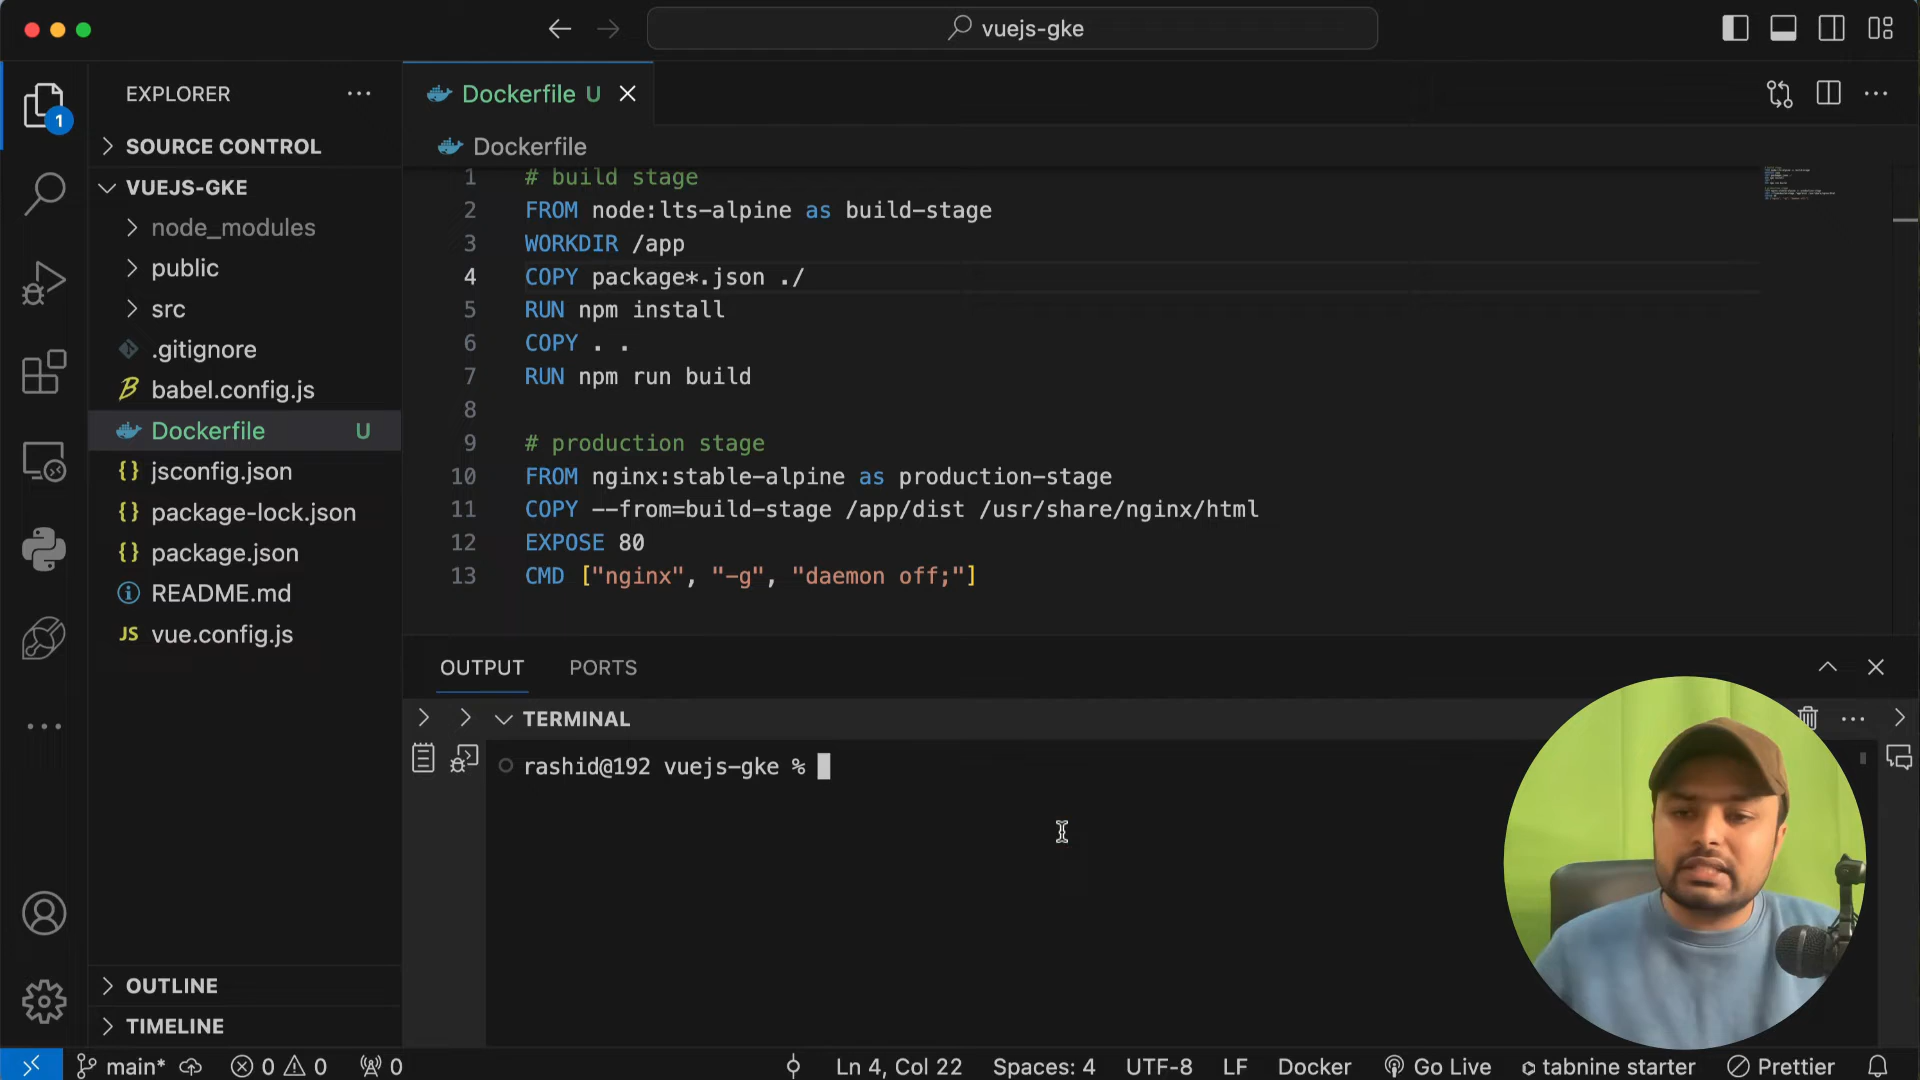 vuejs-gke
EXPLORER
Dockerfile U
1
SOURCE CONTROL
Dockerfile
VUEJS-GKE
node_modules
public
src
.gitignore
babel.config.js
Dockerfile U
jsconfig.json
package-lock.json
package.json
README.md
JS vue.config.js
OUTLINE
TIMELINE
1 # build stage
2 FROM node:lts-alpine as build-stage
3 WORKDIR /app
4 COPY package*.json ./
5 RUN npm install
6 COPY . .
7 RUN npm run build
8
9 # production stage
10 FROM nginx:stable-alpine as production-stage
11 COPY --from=build-stage /app/dist /usr/share/nginx/html
12 EXPOSE 80
13 CMD ["nginx", "-g", "daemon off;"]
OUTPUT PORTS
TERMINAL
rashid@192 vuejs-gke %
main* 0 0 0 Ln 4, Col 22 Spaces: 4 UTF-8 LF Docker Go Live tabnine starter Prettier